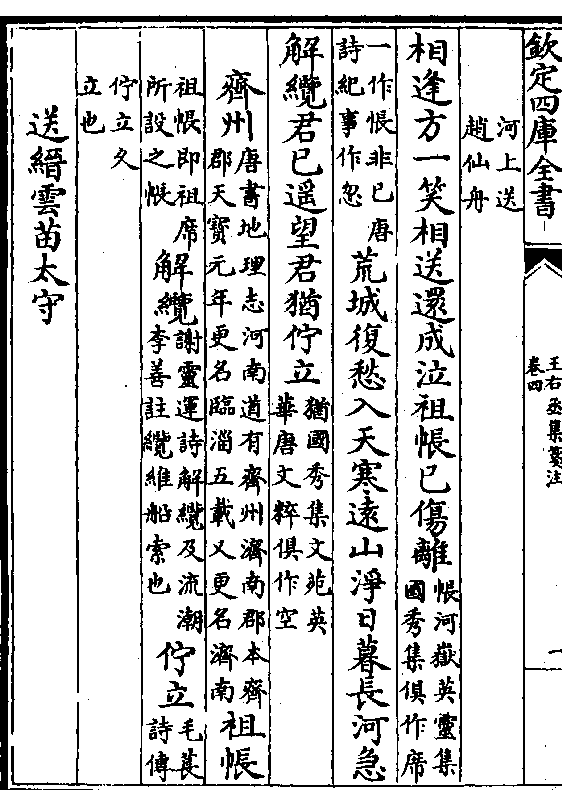 欽定四庫全書
王右丞集箋注
卷四
一
河上送
趙仙舟
相逢方一笑相送還成泣祖帳已傷離帳河嶽英靈集
國秀集俱作席
一作帳非已唐
詩紀事作忽
荒城復愁入天寒遠山淨日暮長河急
解纜君已遥望君猶佇立猶國秀集文苑英
華唐文粹俱作空
齊州唐書地理志河南道有齊州濟南郡本齊
郡天寶元年更名臨淄五載又更名濟南
祖帳
祖帳即祖席
所設之帳
解纜謝靈運詩解纜及流潮
李善註纜維船索也
佇立毛萇
詩傳
佇立久
立也
送縉雲苗太守